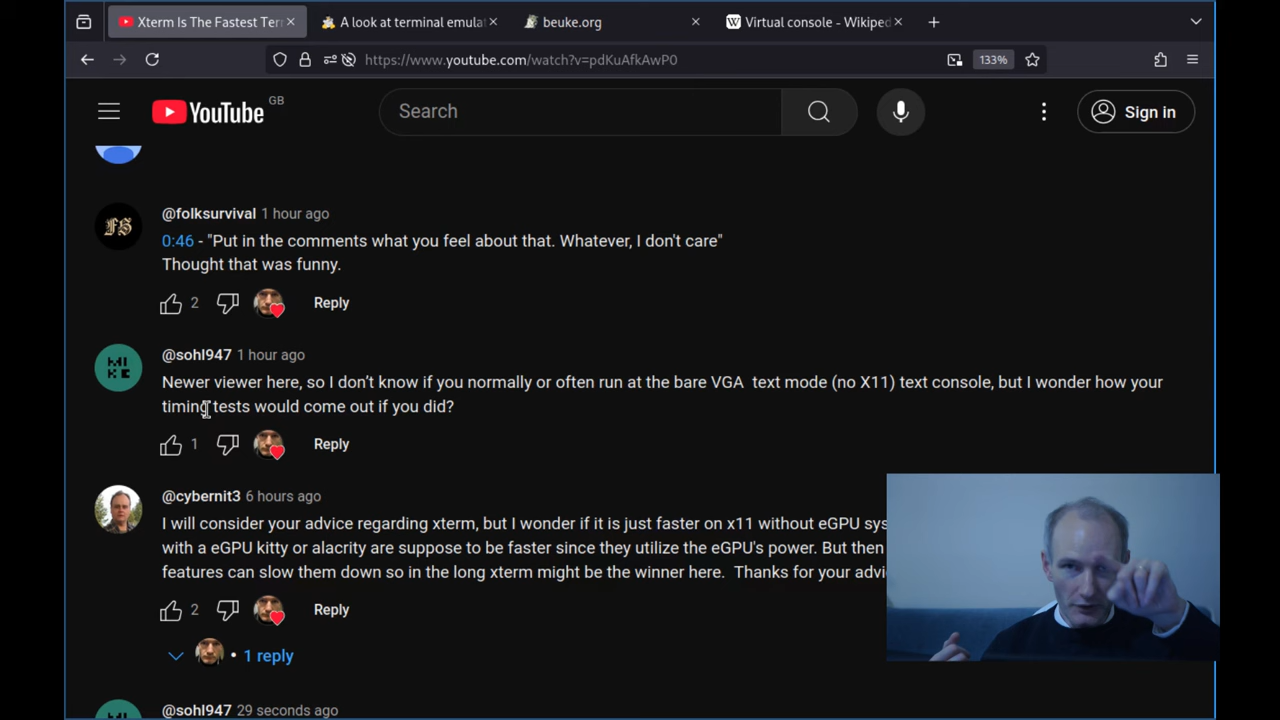 Xterm Is The Fastest Ter
A look at terminal emulat
beuke.org
Virtual console - Wikiped
https://www.youtube.com/watch?v=pdKuAfkAwP0
133%
YouTube
GB
Search
Sign in
@folksurvival 1 hour ago
0:46 - "Put in the comments what you feel about that. Whatever, I don't care"
Thought that was funny.
2
Reply
@sohl947 1 hour ago
Newer viewer here, so I don't know if you normally or often run at the bare VGA text mode (no X11) text console, but I wonder how your
timing tests would come out if you did?
1
Reply
@cybernit3 6 hours ago
I will consider your advice regarding xterm, but I wonder if it is just faster on x11 without eGPU sys
with a eGPU kitty or alacrity are suppose to be faster since they utilize the eGPU's power. But then
features can slow them down so in the long xterm might be the winner here. Thanks for your advi
2
Reply
1 reply
@sohl947 29 seconds ago